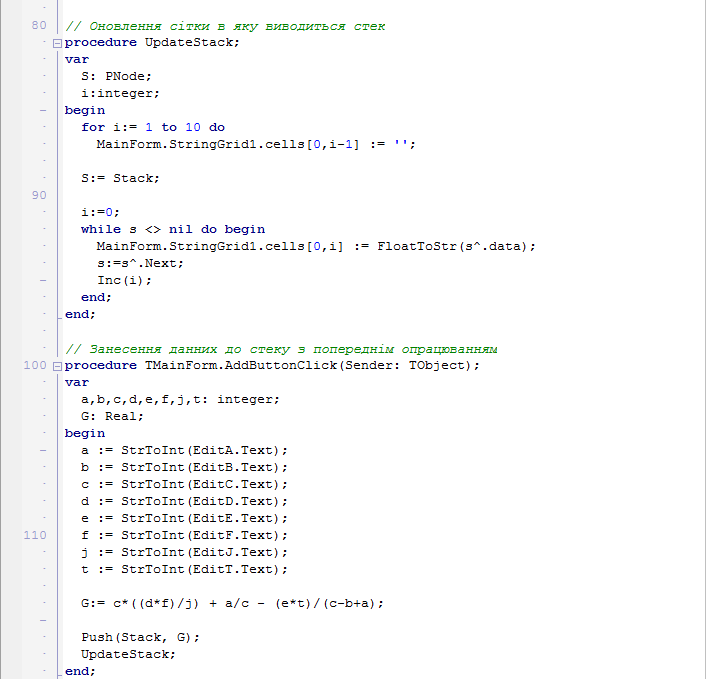 80 // Оновлення сітки в яку виводиться стек
procedure UpdateStack;
var
S: PNode;
i:integer;
begin
for i:= 1 to 10 do
MainForm.StringGrid1.cells[0,i-1] := '';
S:= Stack;
90
i:=0;
while s <> nil do begin
MainForm.StringGrid1.cells[0,i] := FloatToStr(s^.data);
s:=s^.Next;
Inc(i);
end;
end;
// Занесення данних до стеку з попереднім опрацюванням
100 procedure TMainForm.AddButtonClick(Sender: TObject);
var
a,b,c,d,e,f,j,t: integer;
G: Real;
begin
a := StrToInt(EditA.Text);
b := StrToInt(EditB.Text);
c := StrToInt(EditC.Text);
d := StrToInt(EditD.Text);
e := StrToInt(EditE.Text);
110 f := StrToInt(EditF.Text);
j := StrToInt(EditJ.Text);
t := StrToInt(EditT.Text);
G:= c*((d*f)/j) + a/c - (e*t)/(c-b+a);
Push(Stack, G);
UpdateStack;
end;